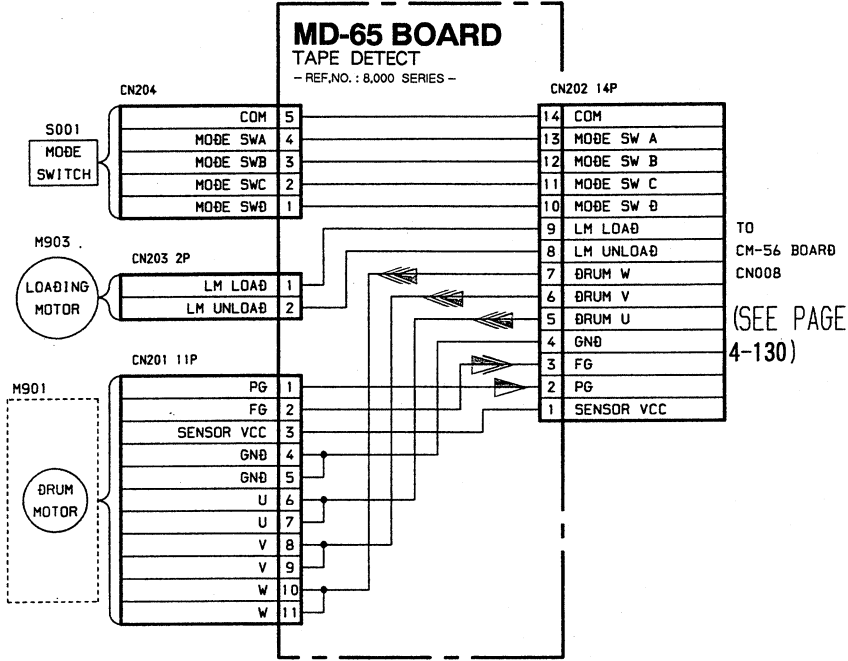 MD-65 BOARD
TAPE DETECT
– REF,NO. : 8,000 SERIES –
CN204
COM 5
MODE SWA 4
MODE SWB 3
MODE SWC 2
MODE SWD 1
S001
MODE
SWITCH
M903
LOADING
MOTOR
CN203 2P
LM LOAD 1
LM UNLOAD 2
CN201 11P
PG 1
FG 2
SENSOR VCC 3
GND 4
GND 5
U 6
U 7
V 8
V 9
W 10
W 11
M901
DRUM
MOTOR
CN202 14P
14 COM
13 MODE SW A
12 MODE SW B
11 MODE SW C
10 MODE SW D
9 LM LOAD
8 LM UNLOAD
7 DRUM W
6 DRUM V
5 DRUM U
4 GND
3 FG
2 PG
1 SENSOR VCC
TO
CM-56 BOARD
CN008
(SEE PAGE
4-130)